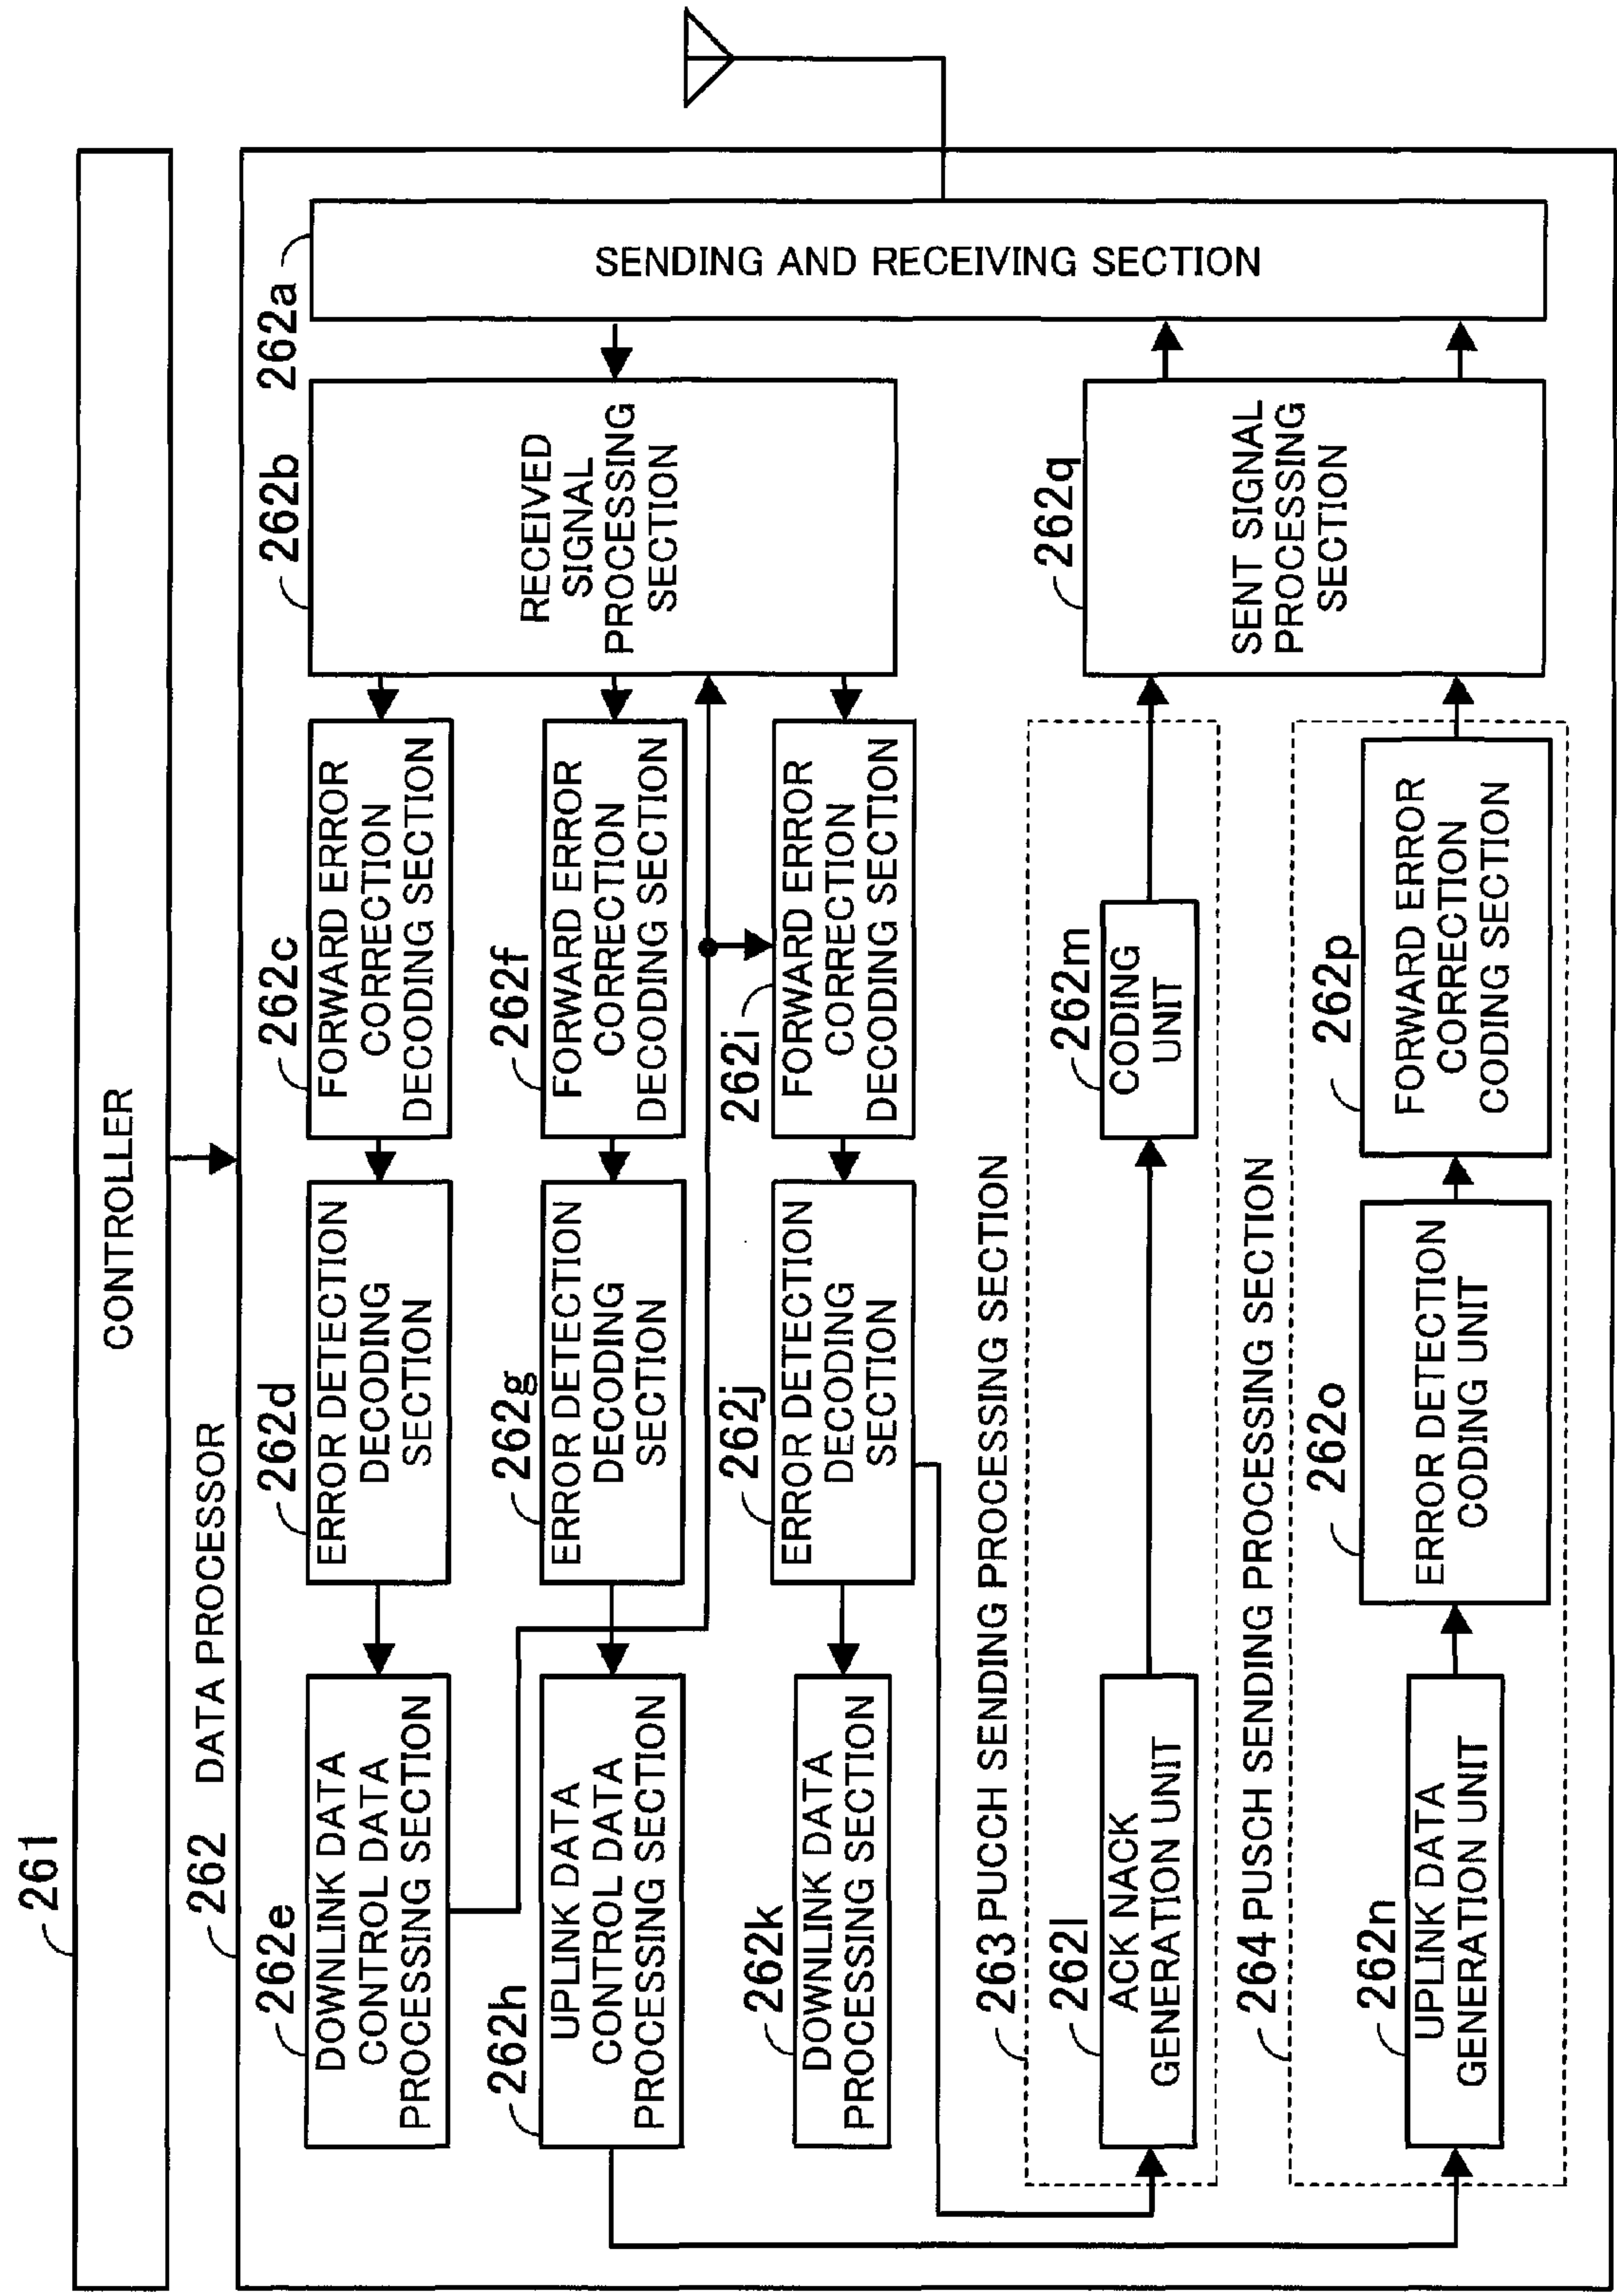 261
CONTROLLER
262 DATA PROCESSOR
262e
DOWNLINK DATA
CONTROL DATA
PROCESSING SECTION
262d
ERROR DETECTION
DECODING
SECTION
262c
FORWARD ERROR
CORRECTION
DECODING SECTION
262b
RECEIVED
SIGNAL
PROCESSING
SECTION
262a
SENDING AND RECEIVING SECTION
262h
UPLINK DATA
CONTROL DATA
PROCESSING SECTION
262g
ERROR DETECTION
DECODING
SECTION
262f
FORWARD ERROR
CORRECTION
DECODING SECTION
262k
DOWNLINK DATA
PROCESSING SECTION
262j
ERROR DETECTION
DECODING
SECTION
262i
FORWARD ERROR
CORRECTION
DECODING SECTION
263 PUCCH SENDING PROCESSING SECTION
262l
ACK NACK
GENERATION UNIT
262m
CODING
UNIT
262q
SENT SIGNAL
PROCESSING
SECTION
264 PUSCH SENDING PROCESSING SECTION
262n
UPLINK DATA
GENERATION UNIT
262o
ERROR DETECTION
CODING UNIT
262p
FORWARD ERROR
CORRECTION
CODING SECTION